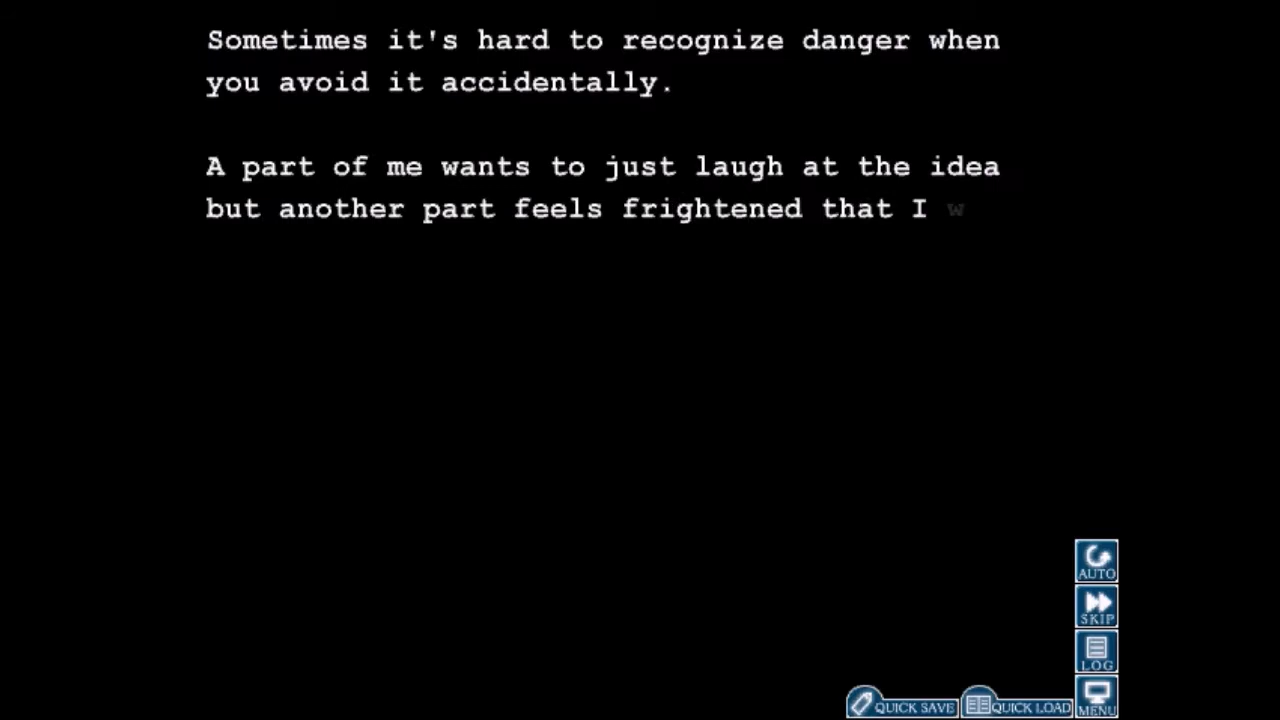 Sometimes it's hard to recognize danger when
you avoid it accidentally.
A part of me wants to just laugh at the idea
but another part feels frightened that I w
AUTO
SKIP
LOG
QUICK SAVE
QUICK LOAD
MENU